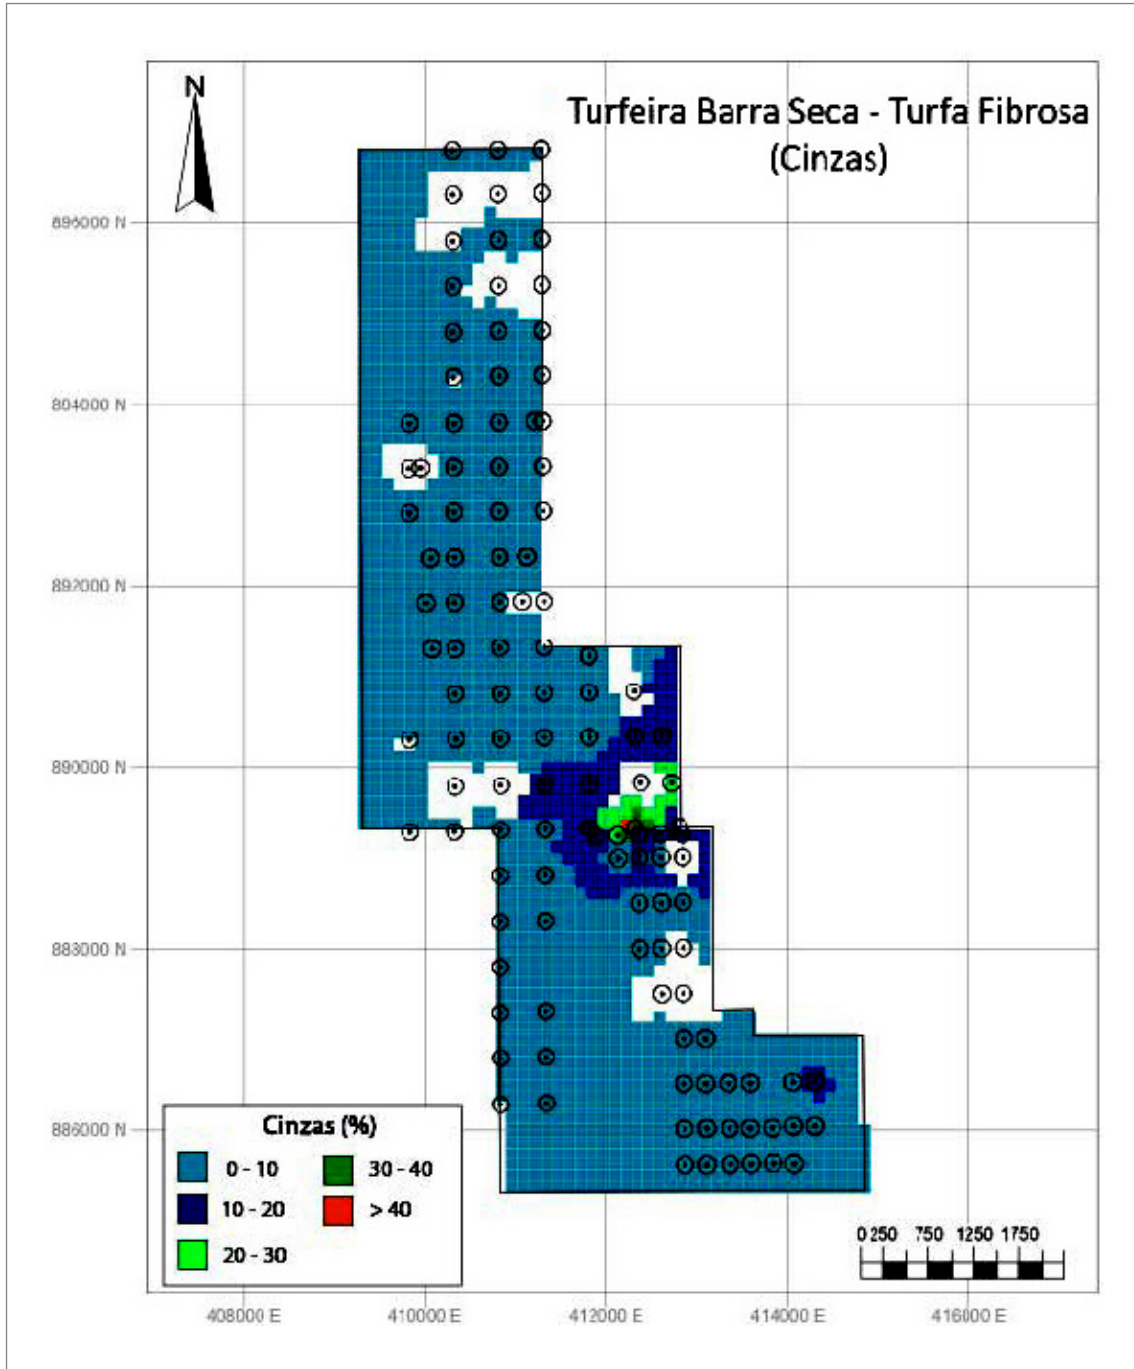 N
Turfeira Barra Seca - Turfa Fibrosa
(Cinzas)
896000 N
894000 N
892000 N
890000 N
883000 N
886000 N
Cinzas (%)
0 - 10
30 - 40
10 - 20
> 40
20 - 30
0 250 750 1250 1750
408000 E
410000 E
412000 E
414000 E
416000 E